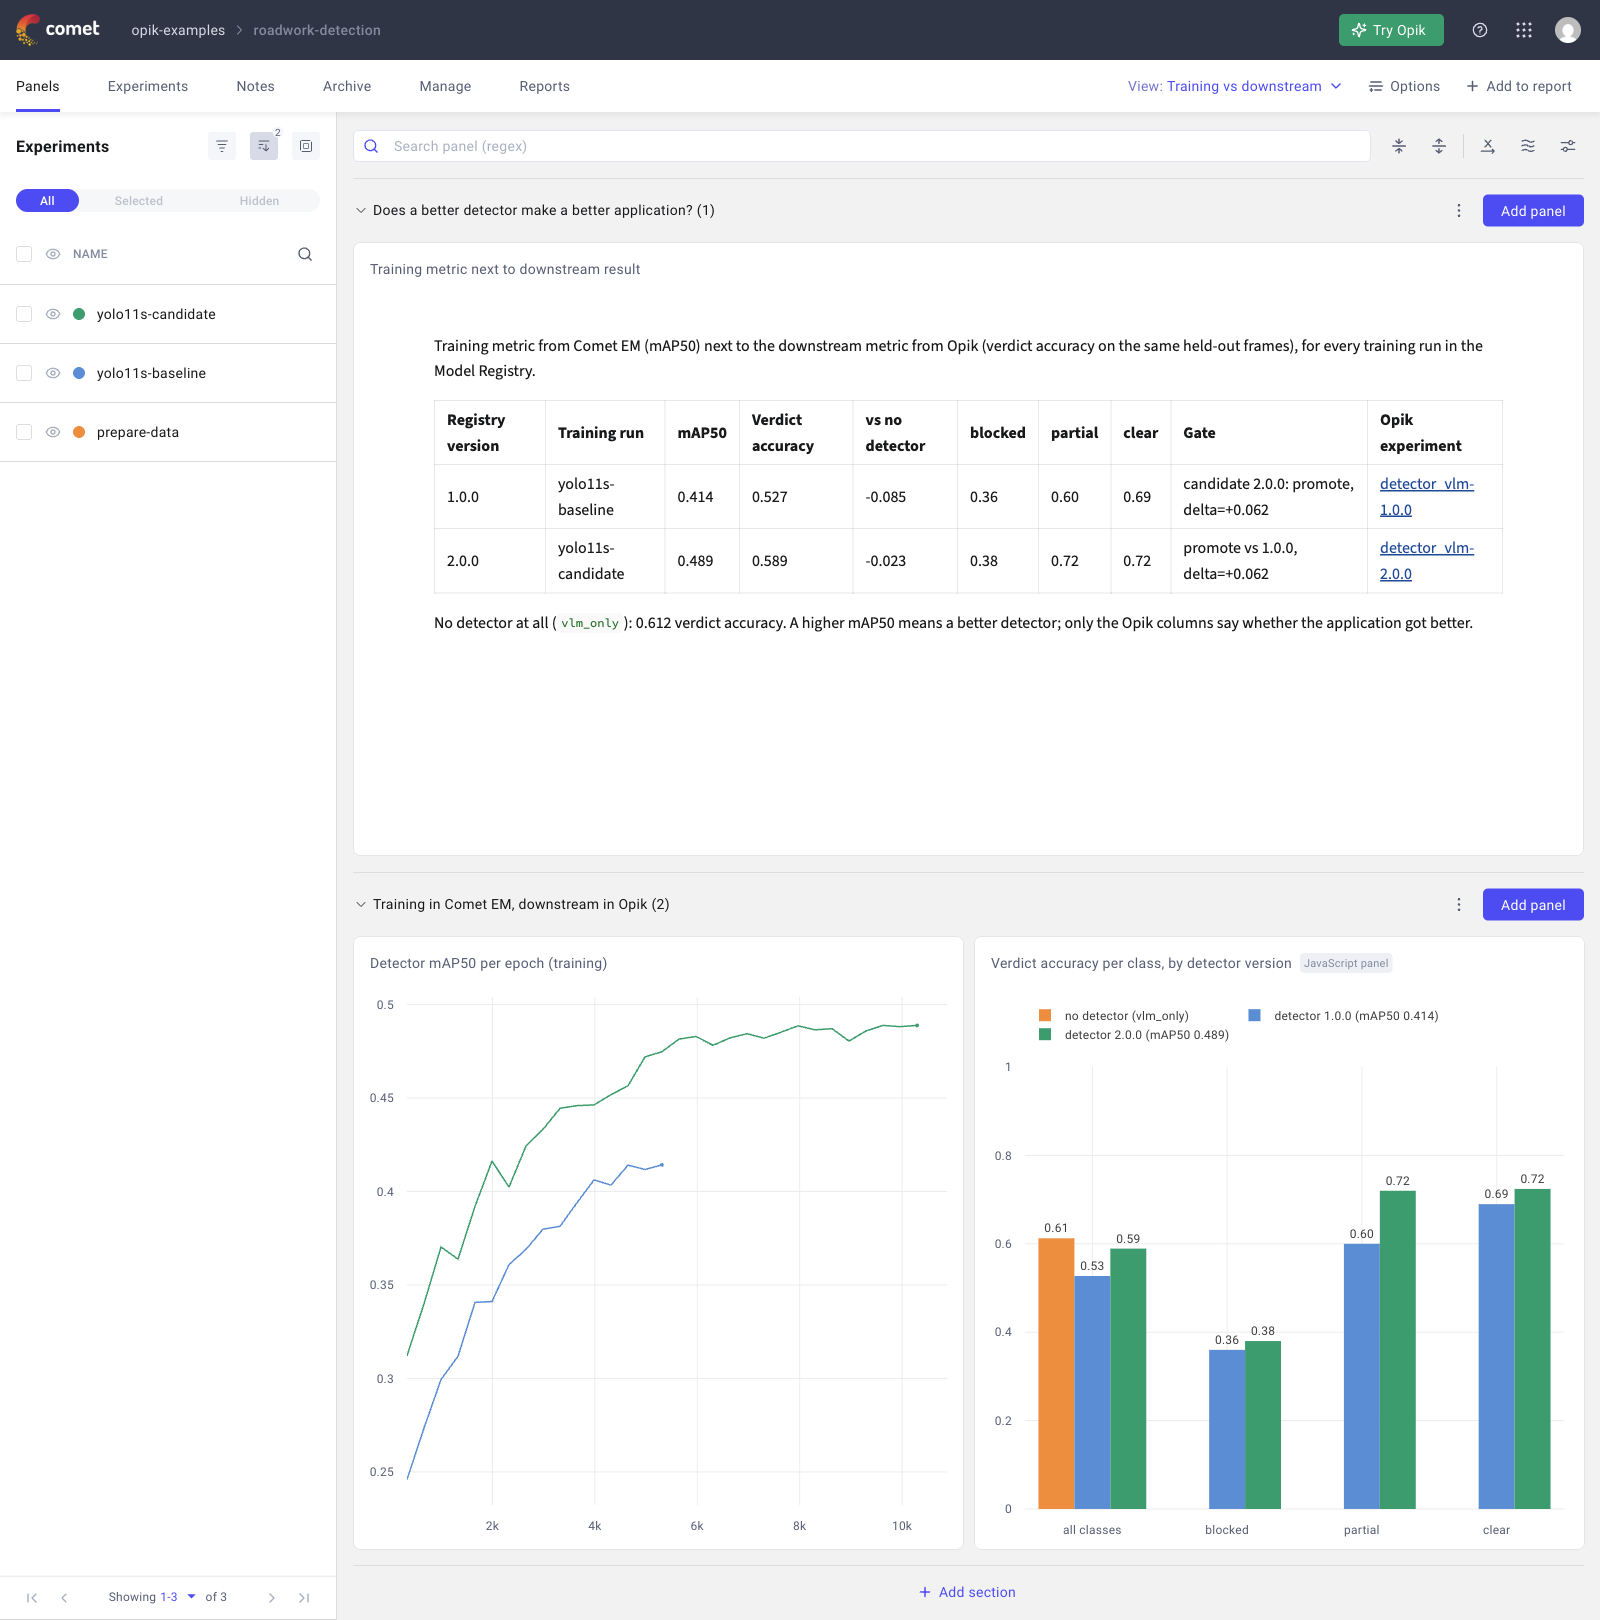 comet
opik-examples > roadwork-detection
Try Opik
Panels
Experiments
Notes
Archive
Manage
Reports
View: Training vs downstream
Options
+ Add to report
Experiments
2
All
Selected
Hidden
NAME
yolo11s-candidate
yolo11s-baseline
prepare-data
Showing 1-3 of 3
Search panel (regex)
Does a better detector make a better application? (1)
Add panel
Training metric next to downstream result
Training metric from Comet EM (mAP50) next to the downstream metric from Opik (verdict accuracy on the same held-out frames), for every training run in the
Model Registry.
Registry version | Training run | mAP50 | Verdict accuracy | vs no detector | blocked | partial | clear | Gate | Opik experiment
1.0.0 | yolo11s-baseline | 0.414 | 0.527 | -0.085 | 0.36 | 0.60 | 0.69 | candidate 2.0.0: promote, delta=+0.062 | detector_vlm-1.0.0
2.0.0 | yolo11s-candidate | 0.489 | 0.589 | -0.023 | 0.38 | 0.72 | 0.72 | promote vs 1.0.0, delta=+0.062 | detector_vlm-2.0.0
No detector at all ( vlm_only ): 0.612 verdict accuracy. A higher mAP50 means a better detector; only the Opik columns say whether the application got better.
Training in Comet EM, downstream in Opik (2)
Add panel
Detector mAP50 per epoch (training)
0.5
0.45
0.4
0.35
0.3
0.25
2k
4k
6k
8k
10k
Verdict accuracy per class, by detector version
JavaScript panel
no detector (vlm_only)
detector 1.0.0 (mAP50 0.414)
detector 2.0.0 (mAP50 0.489)
1
0.8
0.6
0.4
0.2
0
0.61
0.53
0.59
0.36
0.38
0.60
0.72
0.69
0.72
all classes
blocked
partial
clear
+ Add section